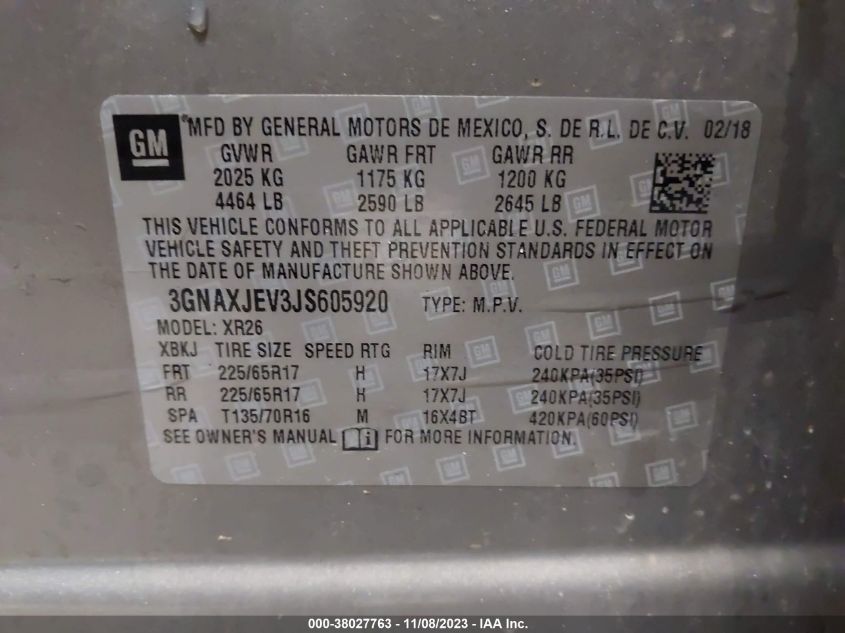 GM *MFD BY GENERAL MOTORS DE MEXICO, S. DE R.L. DE C.V. 02/18
GVWR GAWR FRT GAWR RR
2025 KG 1175 KG 1200 KG
4464 LB 2590 LB 2645 LB
THIS VEHICLE CONFORMS TO ALL APPLICABLE U.S. FEDERAL MOTOR
VEHICLE SAFETY AND THEFT PREVENTION STANDARDS IN EFFECT ON
THE DATE OF MANUFACTURE SHOWN ABOVE.
3GNAXJEV3JS605920 TYPE: M.P.V.
MODEL: XR26
XBKJ TIRE SIZE SPEED RTG RIM COLD TIRE PRESSURE
FRT 225/65R17 H 17X7J 240KPA(35PSI)
RR 225/65R17 H 17X7J 240KPA(35PSI)
SPA T135/70R16 M 16X4BT 420KPA(60PSI)
SEE OWNER'S MANUAL FOR MORE INFORMATION.
000-38027763 - 11/08/2023 - IAA Inc.